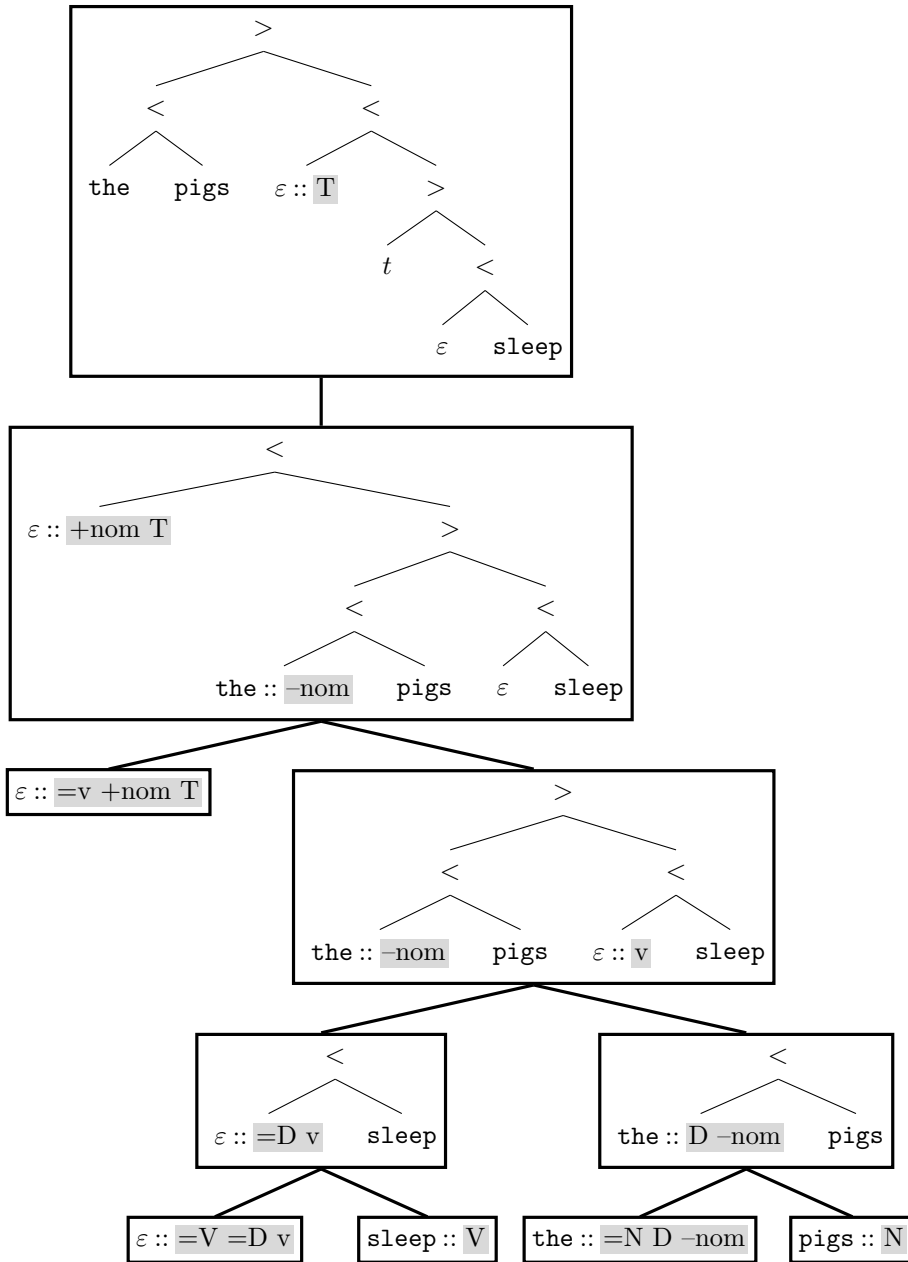 >
< <
the pigs ε :: T >
t <
ε sleep
<
ε :: +nom T >
< <
the :: –nom pigs ε sleep
ε :: =v +nom T >
< <
the :: –nom pigs ε :: v sleep
< <
ε :: =D v sleep the :: D –nom pigs
ε :: =V =D v sleep :: V the :: =N D –nom pigs :: N